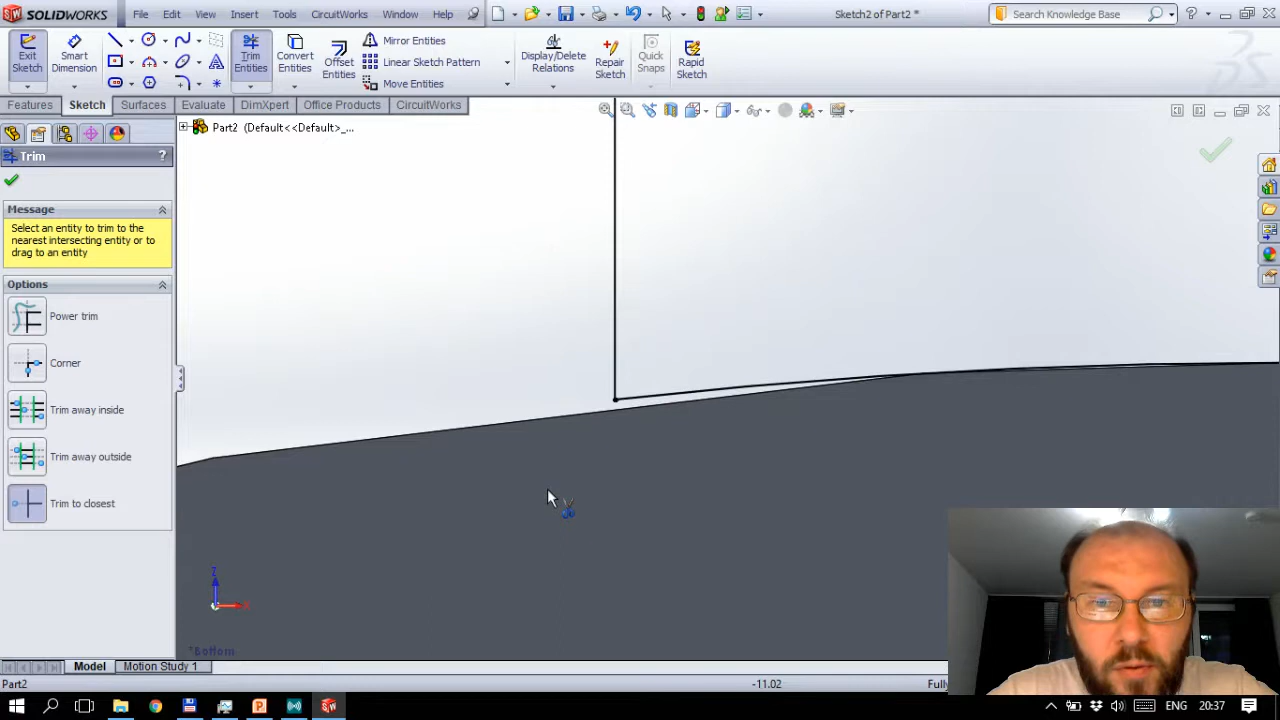 SOLIDWORKS File Edit View Insert Tools CircuitWorks Window Help Sketch2 of Part2 * Search Knowledge Base
Exit Sketch Smart Dimension Trim Entities Convert Entities Offset Entities Mirror Entities Linear Sketch Pattern Move Entities Display/Delete Relations Repair Sketch Quick Snaps Rapid Sketch
Features Sketch Surfaces Evaluate DimXpert Office Products CircuitWorks
Part2 (Default<<Default>_...
Trim ?
Message
Select an entity to trim to the
nearest intersecting entity or to
drag to an entity
Options
Power trim
Corner
Trim away inside
Trim away outside
Trim to closest
Z
X
*Bottom
Model Motion Study 1
Part2 -11.02 Fully
ENG 20:37